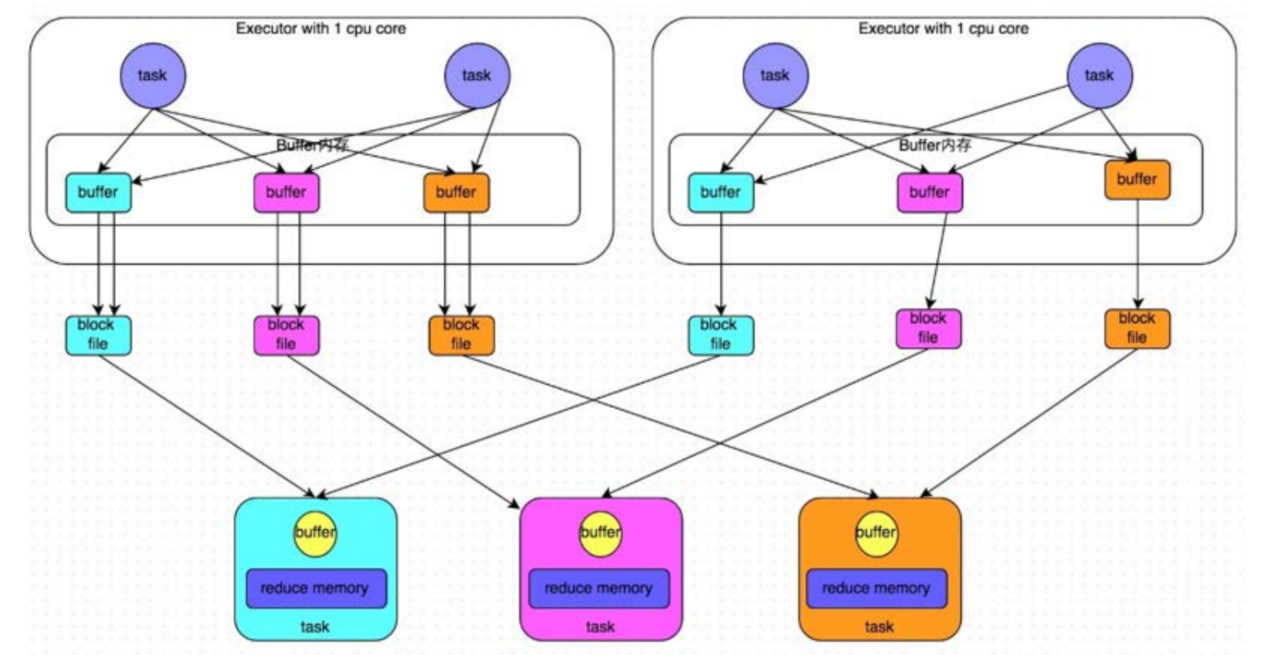 Executor with 1 cpu core
Executor with 1 cpu core
task
task
task
task
Buffer内存
Buffer内存
buffer
buffer
buffer
buffer
buffer
buffer
block
file
block
file
block
file
block
file
block
file
block
file
buffer
buffer
buffer
reduce memory
reduce memory
reduce memory
task
task
task